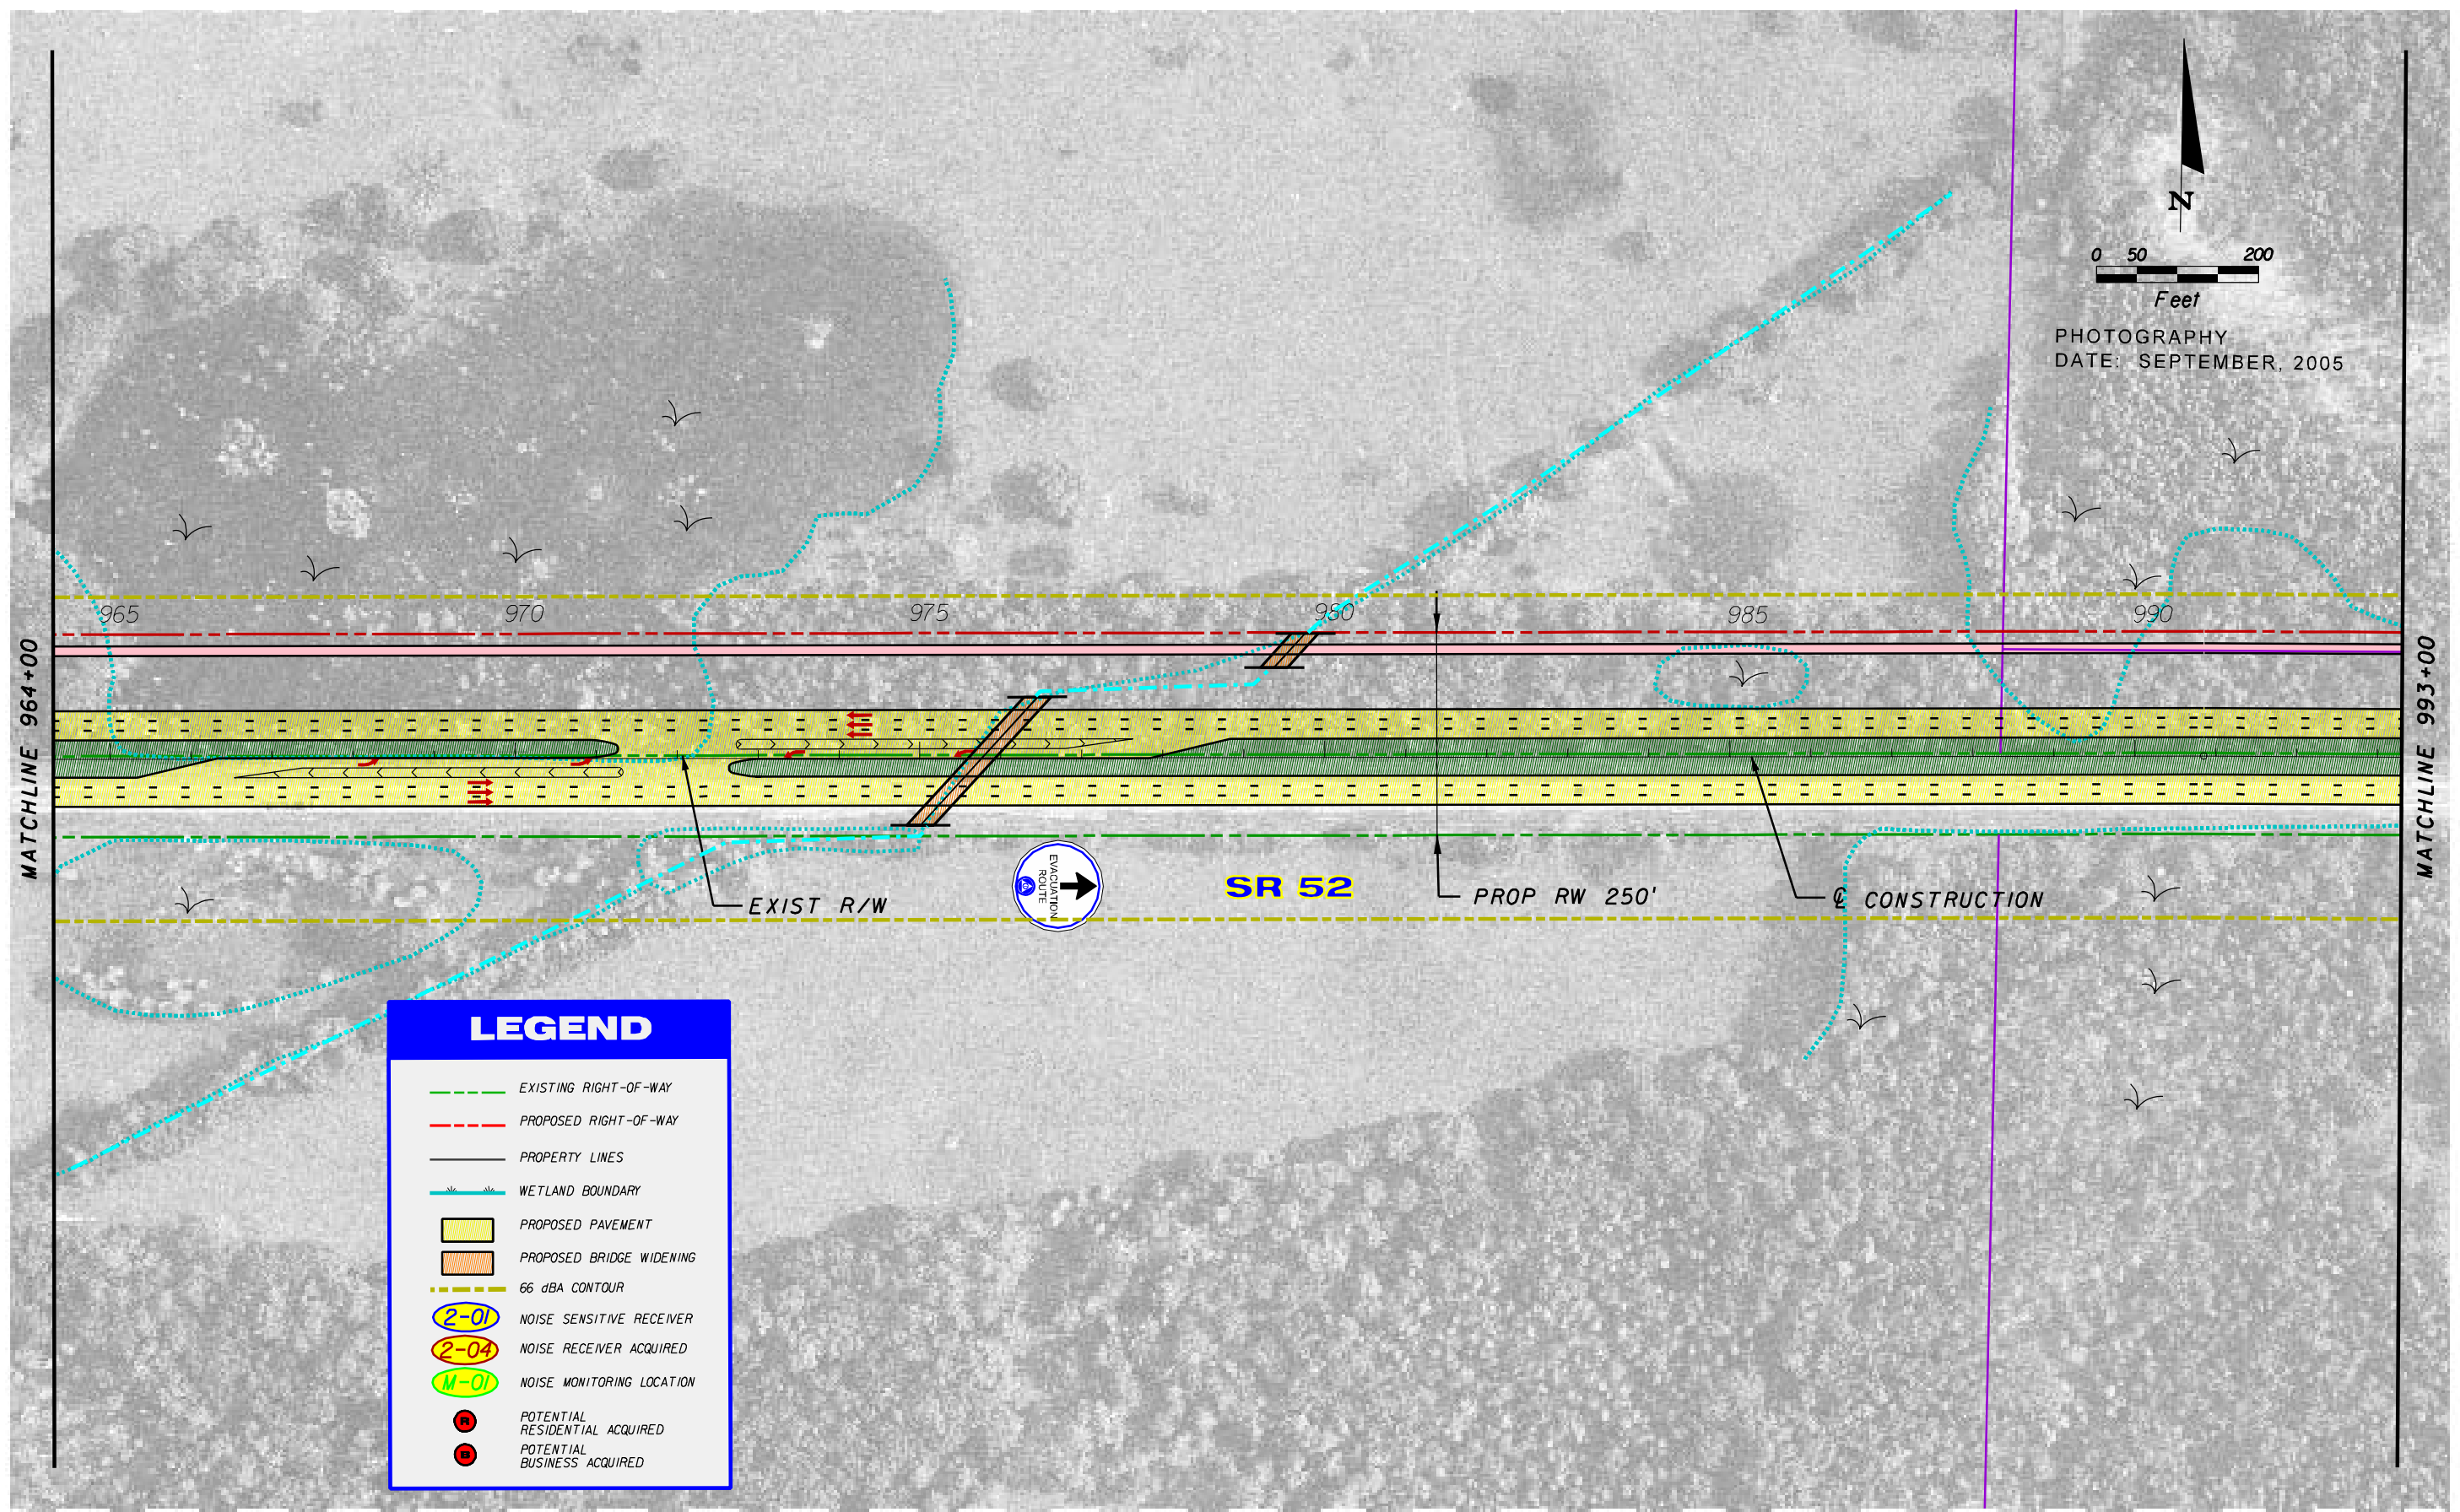 N
0 50 200
Feet
PHOTOGRAPHY
DATE: SEPTEMBER, 2005
965 970 975 980 985 990
MATCHLINE 964+00
MATCHLINE 993+00
EXIST R/W
EVACUATION
ROUTE
SR 52
PROP RW 250'
℄ CONSTRUCTION
LEGEND
EXISTING RIGHT-OF-WAY
PROPOSED RIGHT-OF-WAY
PROPERTY LINES
WETLAND BOUNDARY
PROPOSED PAVEMENT
PROPOSED BRIDGE WIDENING
66 dBA CONTOUR
2-01 NOISE SENSITIVE RECEIVER
2-04 NOISE RECEIVER ACQUIRED
M-01 NOISE MONITORING LOCATION
R POTENTIAL
RESIDENTIAL ACQUIRED
B POTENTIAL
BUSINESS ACQUIRED